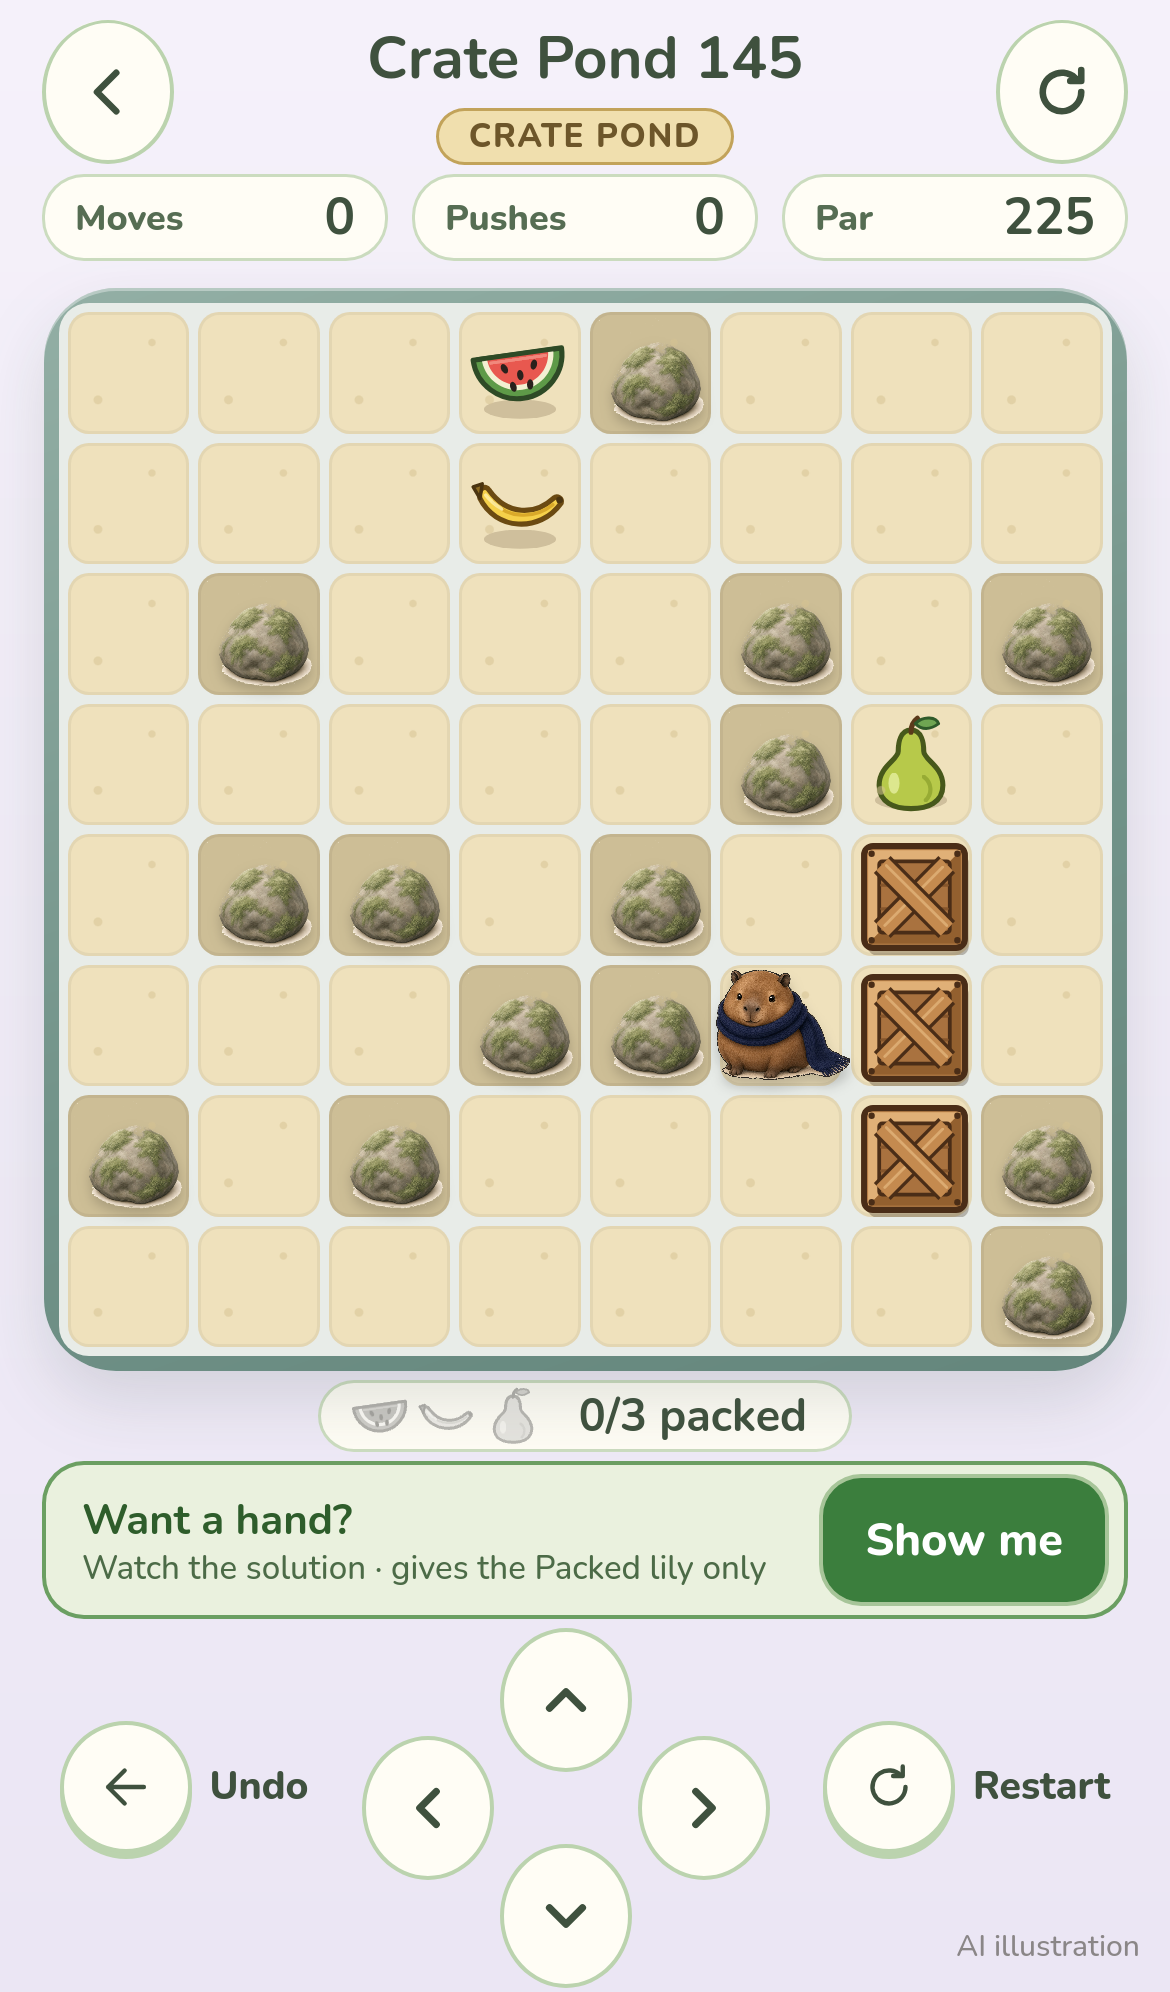 Crate Pond 145
CRATE POND
Moves 0
Pushes 0
Par 225
0/3 packed
Want a hand?
Watch the solution · gives the Packed lily only
Show me
Undo
Restart
AI illustration